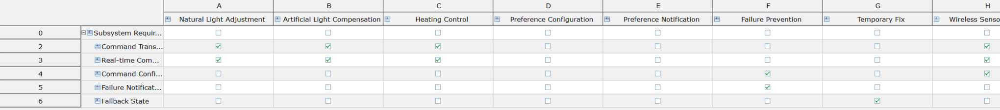 A B C D E F G H
Natural Light Adjustment Artificial Light Compensation Heating Control Preference Configuration Preference Notification Failure Prevention Temporary Fix Wireless Senso
0 Subsystem Requir...
2 Command Trans...
3 Real-time Com...
4 Command Confi...
5 Failure Notificat...
6 Fallback State